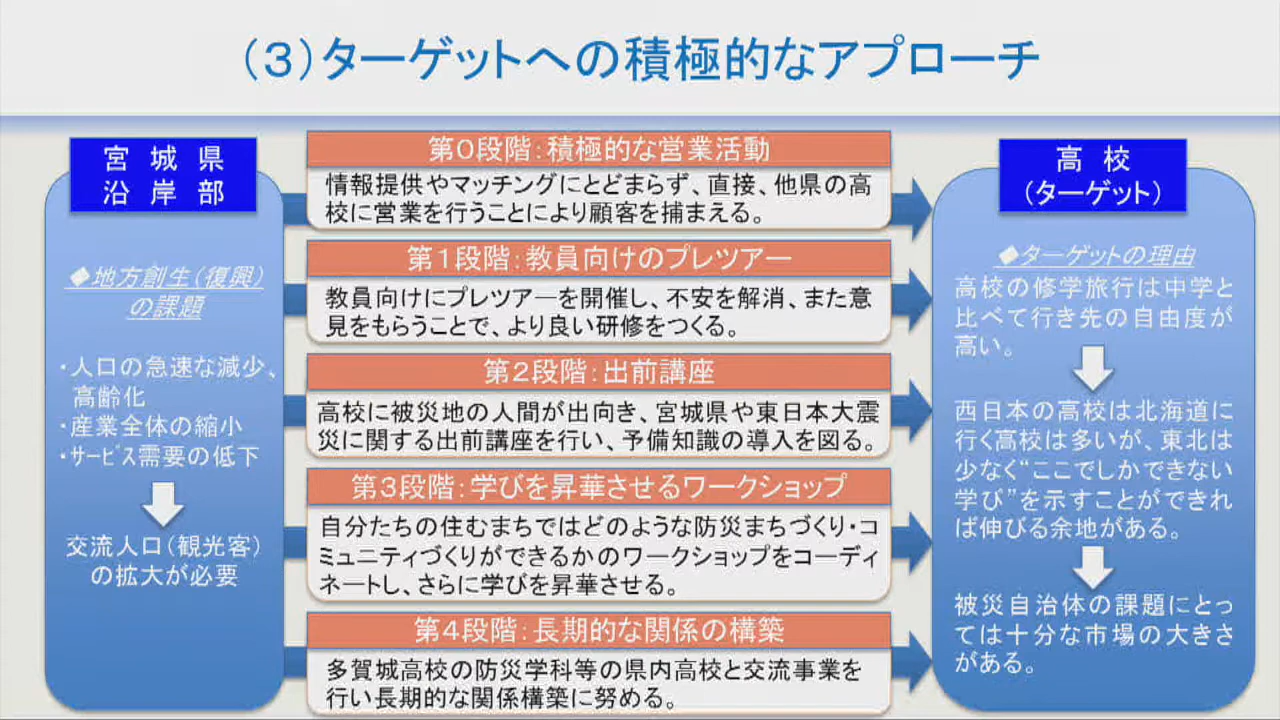 (3)ターゲットへの積極的なアプローチ
宮 城 県
沿 岸 部
◆地方創生(復興)
の課題
・人口の急速な減少、
高齢化
・産業全体の縮小
・ｻｰﾋﾞｽ需要の低下
交流人口(観光客)
の拡大が必要
第0段階:積極的な営業活動
情報提供やマッチングにとどまらず、直接、他県の高
校に営業を行うことにより顧客を捕まえる。
第1段階:教員向けのプレツアー
教員向けにプレツアーを開催し、不安を解消、また意
見をもらうことで、より良い研修をつくる。
第2段階:出前講座
高校に被災地の人間が出向き、宮城県や東日本大震
災に関する出前講座を行い、予備知識の導入を図る。
第3段階:学びを昇華させるワークショップ
自分たちの住むまちではどのような防災まちづくり・コ
ミュニティづくりができるかのワークショップをコーディ
ネートし、さらに学びを昇華させる。
第4段階:長期的な関係の構築
多賀城高校の防災学科等の県内高校と交流事業を
行い長期的な関係構築に努める。
高 校
(ターゲット)
◆ターゲットの理由
高校の修学旅行は中学と
比べて行き先の自由度が
高い。
西日本の高校は北海道に
行く高校は多いが、東北は
少なく“ここでしかできない
学び”を示すことができれ
ば伸びる余地がある。
被災自治体の課題にとっ
ては十分な市場の大きさ
がある。